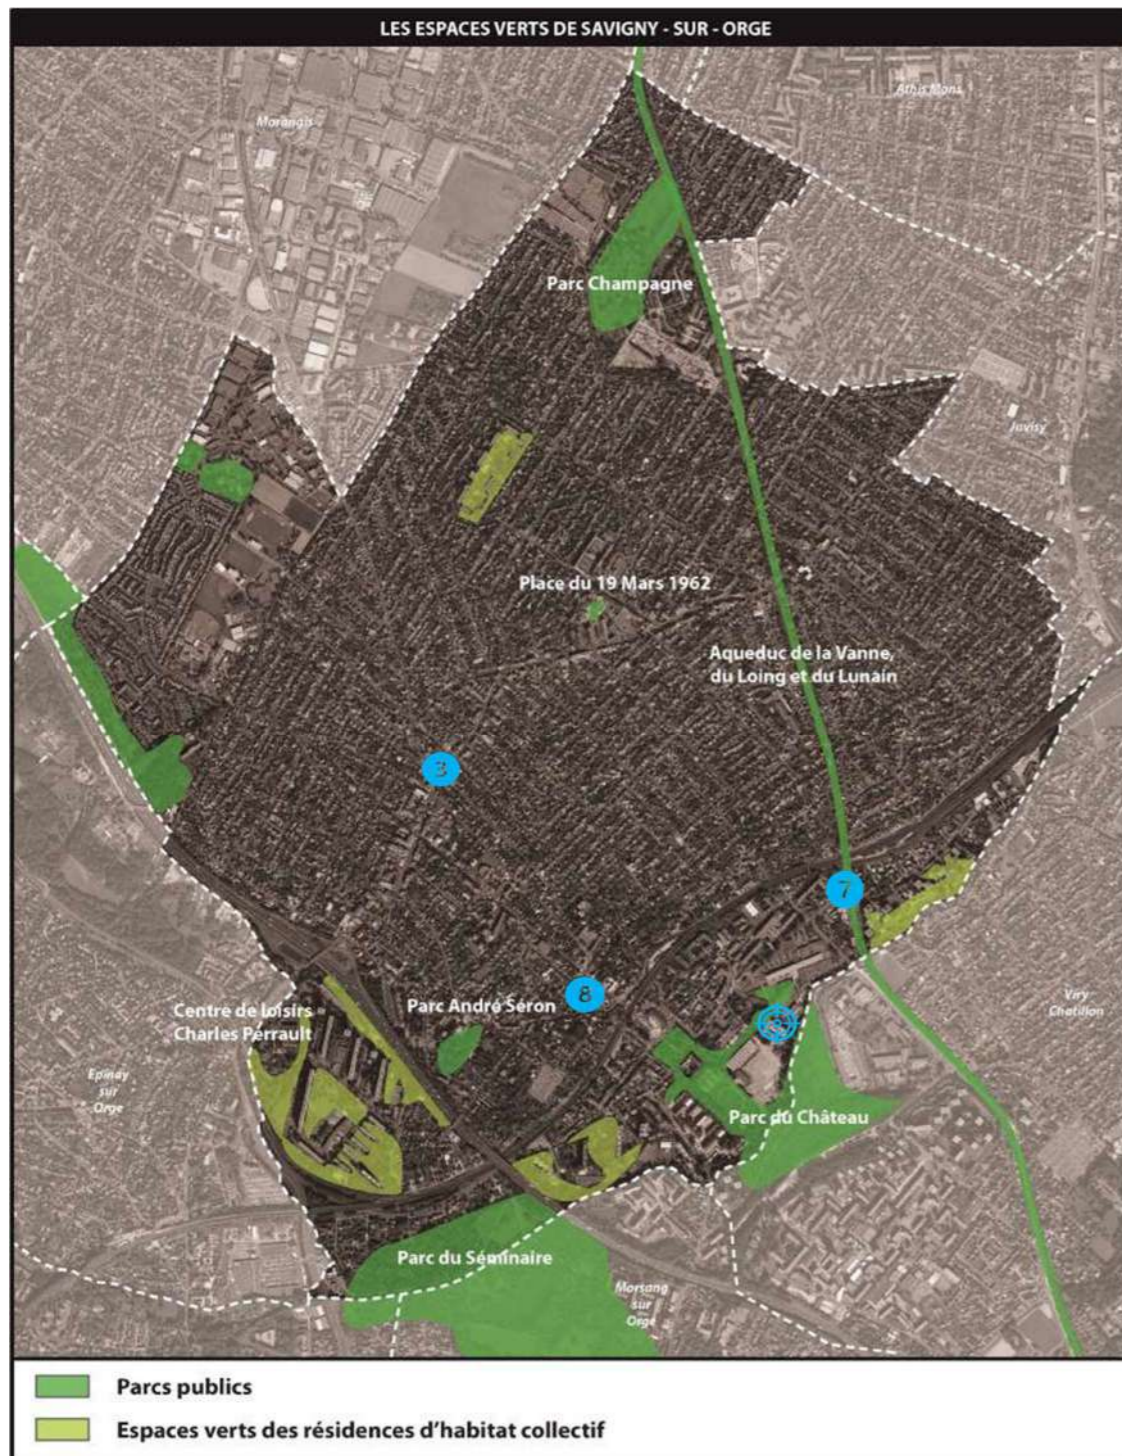 LES ESPACES VERTS DE SAVIGNY - SUR - ORGE
Athis Mons
Morangis
Parc Champagne
Juvisy
Place du 19 Mars 1962
Aqueduc de la Vanne,
du Loing et du Lunain
3
7
8
Parc André Séron
Centre de loisirs
Charles Perrault
Viry
Chatillon
Epinay
sur
Orge
Parc du Château
Parc du Séminaire
Morsang
sur
Orge
Parcs publics
Espaces verts des résidences d'habitat collectif